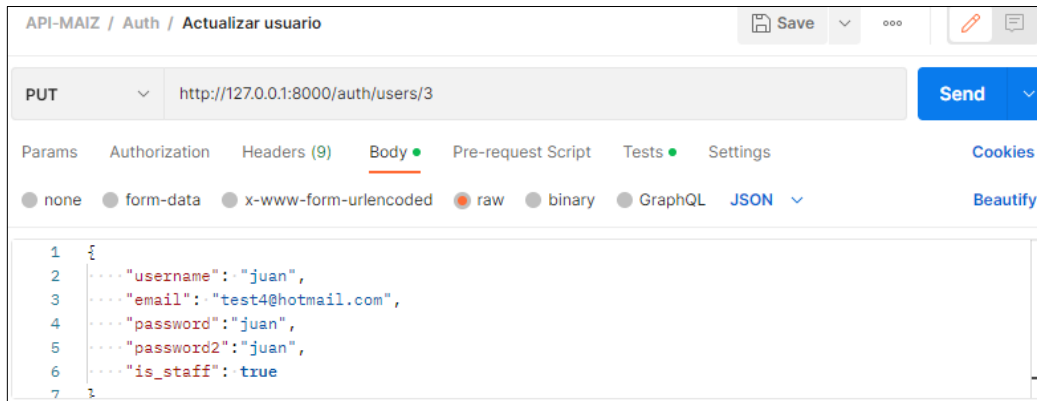 API-MAIZ / Auth / Actualizar usuario Save ooo
PUT http://127.0.0.1:8000/auth/users/3 Send
Params Authorization Headers (9) Body Pre-request Script Tests Settings Cookies
none form-data x-www-form-urlencoded raw binary GraphQL JSON Beautify
1 {
2 "username": "juan",
3 "email": "test4@hotmail.com",
4 "password":"juan",
5 "password2":"juan",
6 "is_staff": true
7 }